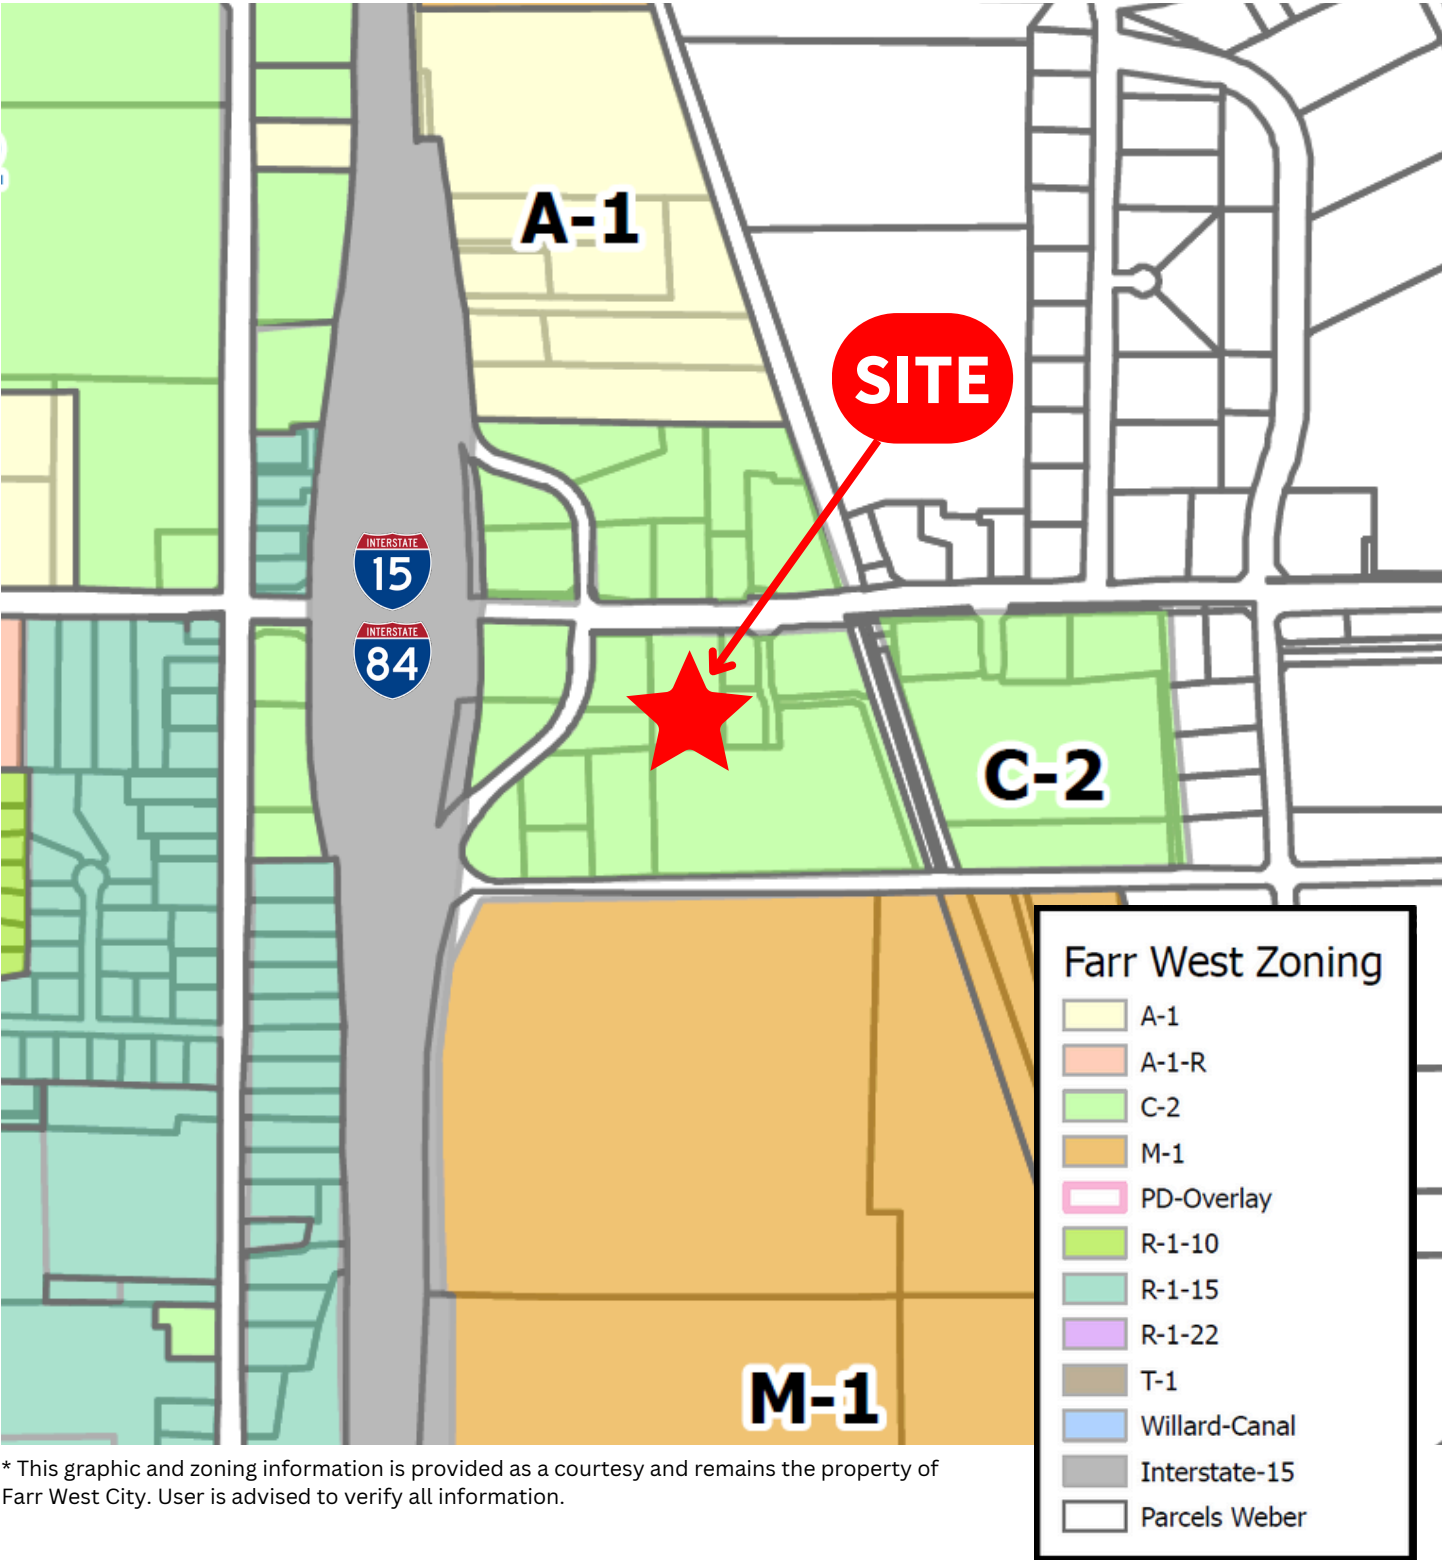 A-1
SITE
INTERSTATE
15
INTERSTATE
84
C-2
M-1
Farr West Zoning
A-1
A-1-R
C-2
M-1
PD-Overlay
R-1-10
R-1-15
R-1-22
T-1
Willard-Canal
Interstate-15
Parcels Weber
* This graphic and zoning information is provided as a courtesy and remains the property of
Farr West City. User is advised to verify all information.